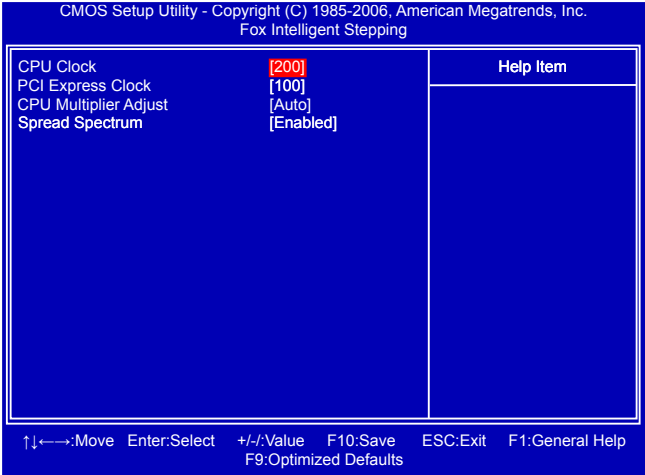 CMOS Setup Utility - Copyright (C) 1985-2006, American Megatrends, Inc.
Fox Intelligent Stepping
CPU Clock [200]
PCI Express Clock [100]
CPU Multiplier Adjust [Auto]
Spread Spectrum [Enabled]
Help Item
↑↓←→:Move Enter:Select +/-/:Value F10:Save ESC:Exit F1:General Help
F9:Optimized Defaults